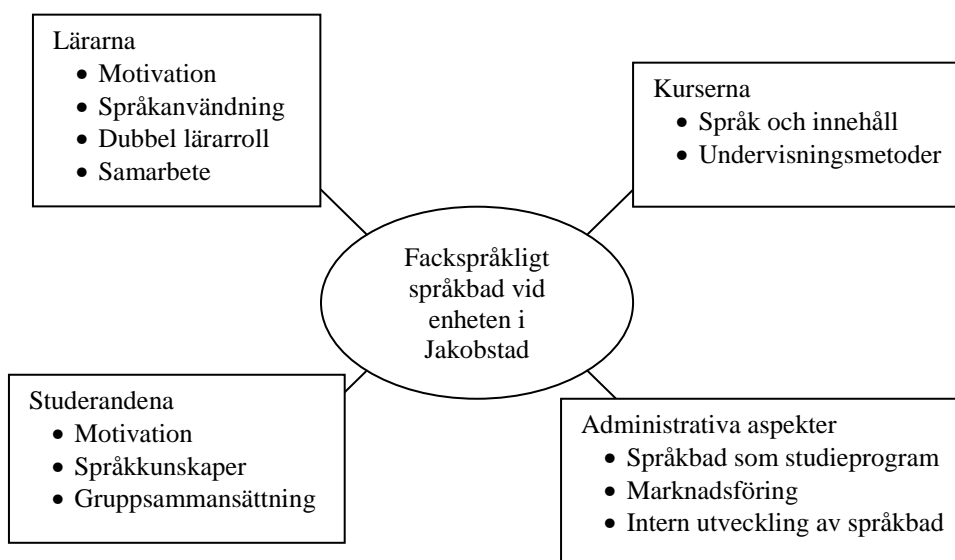 Lärarna
• Motivation
• Språkanvändning
• Dubbel lärarroll
• Samarbete
Kurserna
• Språk och innehåll
• Undervisningsmetoder
Fackspråkligt
språkbad vid
enheten i
Jakobstad
Studerandena
• Motivation
• Språkkunskaper
• Gruppsammansättning
Administrativa aspekter
• Språkbad som studieprogram
• Marknadsföring
• Intern utveckling av språkbad